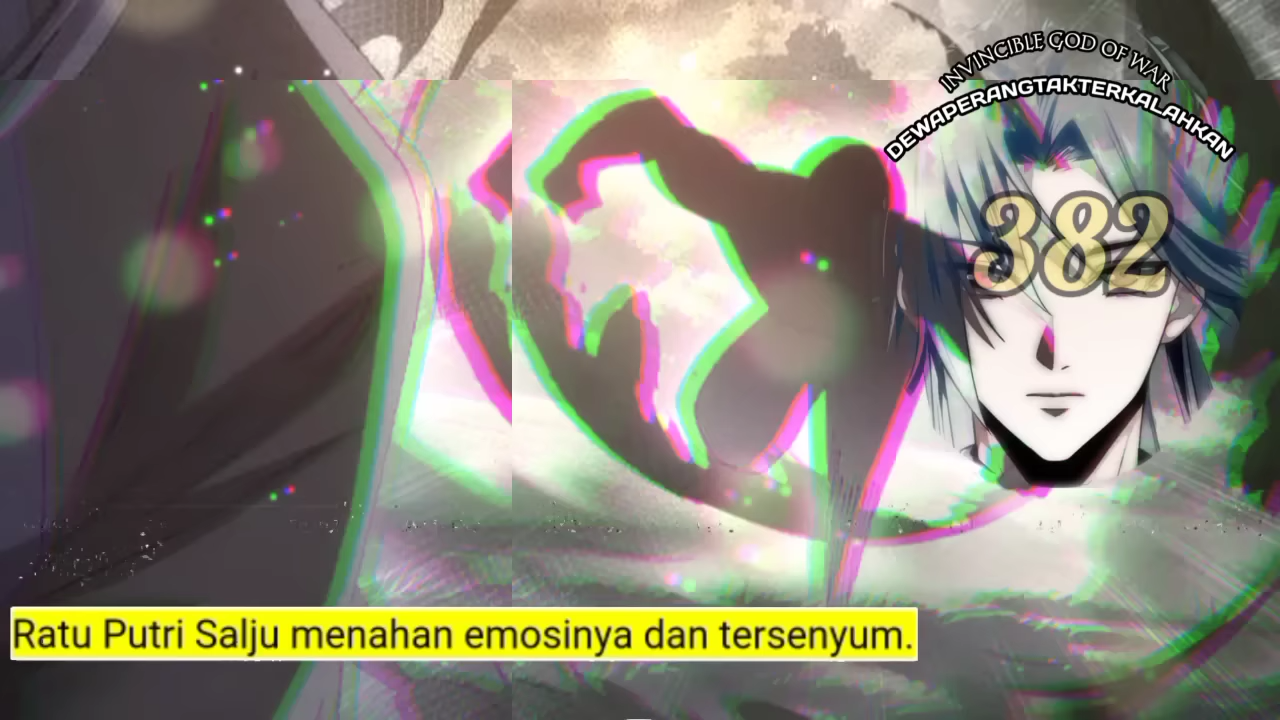 INVINCIBLE GOD OF WAR
DEWAPERANGTAKTERKALAHKAN
382
Ratu Putri Salju menahan emosinya dan tersenyum.